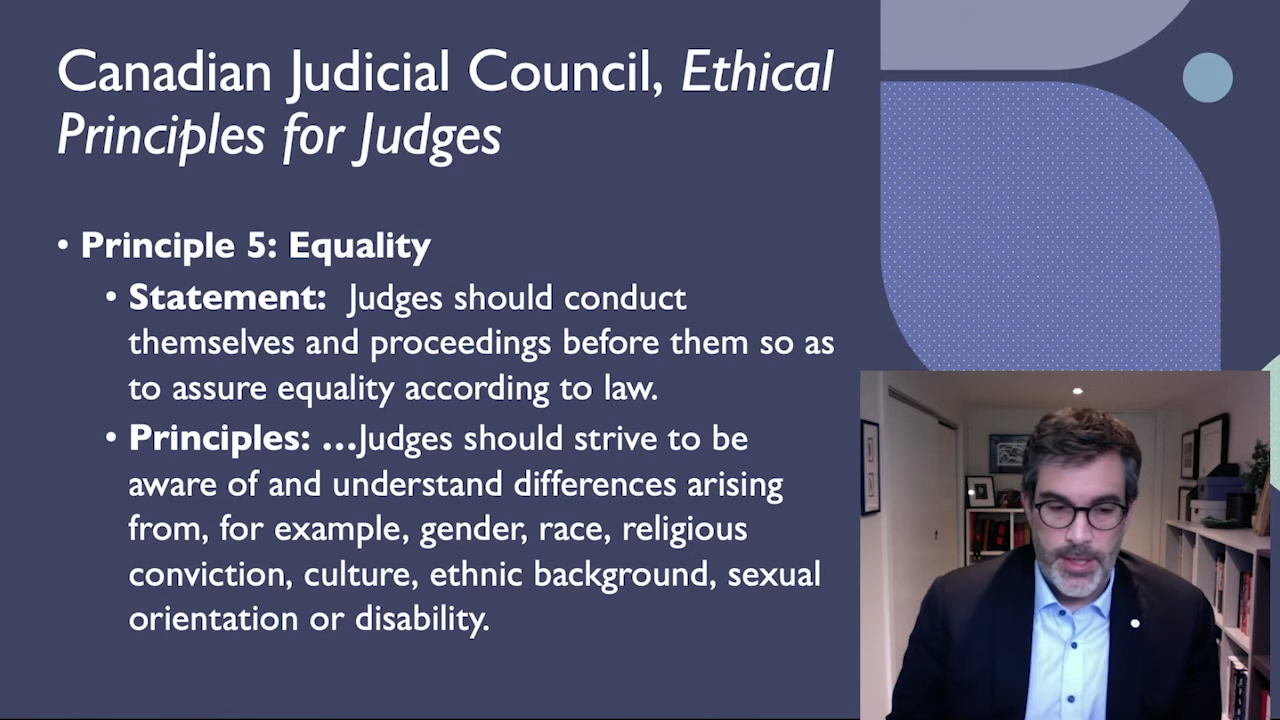 Canadian Judicial Council, Ethical
Principles for Judges
• Principle 5: Equality
• Statement: Judges should conduct
themselves and proceedings before them so as
to assure equality according to law.
• Principles: …Judges should strive to be
aware of and understand differences arising
from, for example, gender, race, religious
conviction, culture, ethnic background, sexual
orientation or disability.